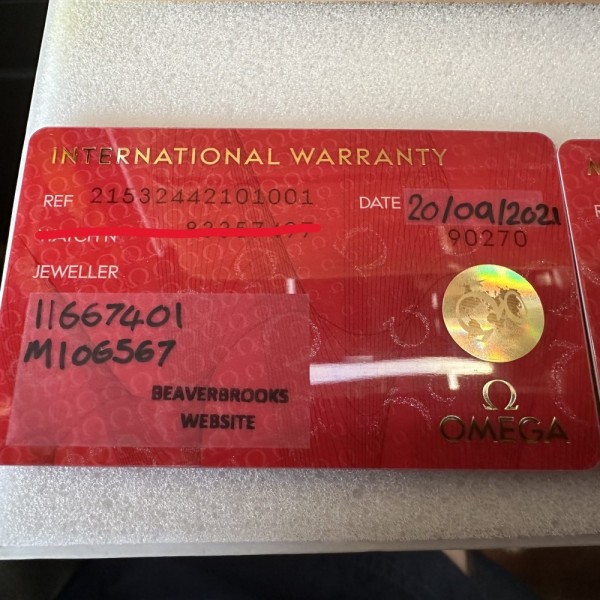 INTERNATIONAL WARRANTY
REF 21532442101001 DATE 20/09/2021
90270
JEWELLER
11667401
M106567
BEAVERBROOKS
WEBSITE
Ω
OMEGA